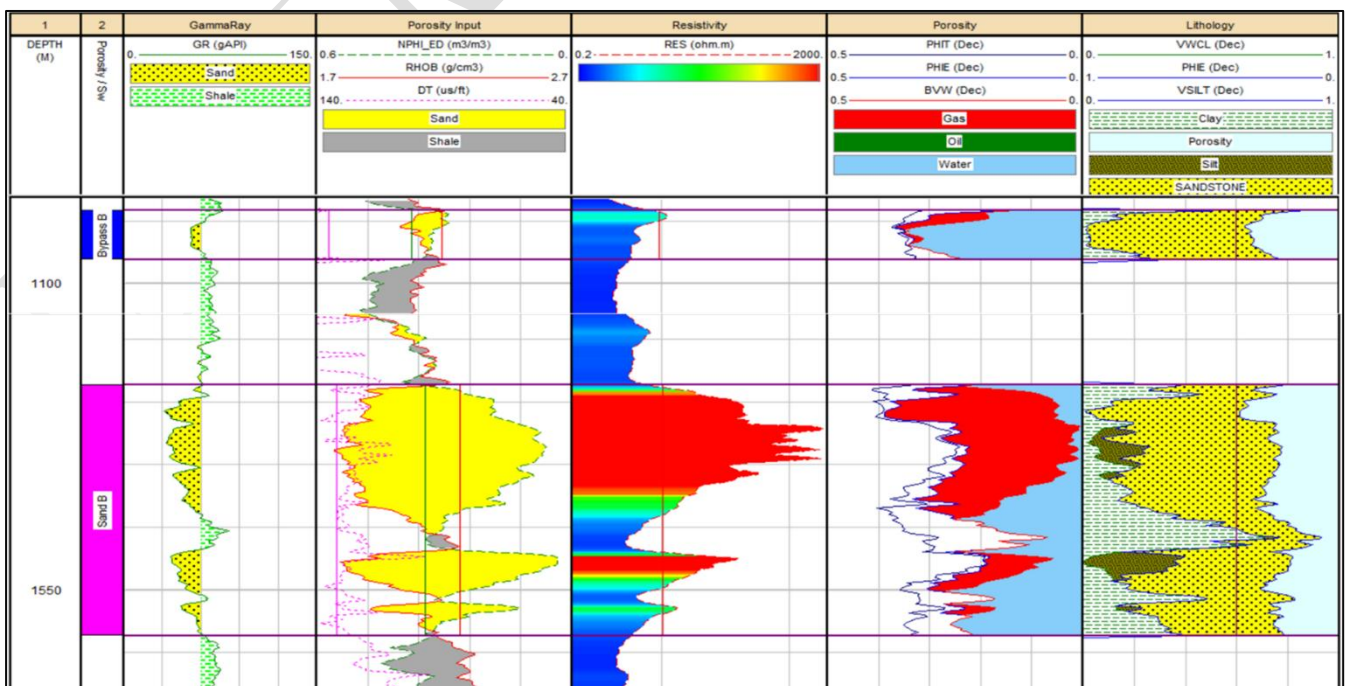 1 2 GammaRay Porosity Input Resistivity Porosity Lithology
DEPTH (M)
Porosity / Sw
GR (gAPI)
0. 150.
Sand
Shale
NPHI_ED (m3/m3)
0.6 0.
RHOB (g/cm3)
1.7 2.7
DT (us/ft)
140. 40.
Sand
Shale
RES (ohm.m)
0.2 2000.
PHIT (Dec)
0.5 0.
PHIE (Dec)
0.5 0.
BVW (Dec)
0.5 0.
Gas
Oil
Water
VWCL (Dec)
0. 1.
PHIE (Dec)
1. 0.
VSILT (Dec)
0. 1.
Clay
Porosity
Silt
SANDSTONE
Bypass B
1100
Sand B
1550